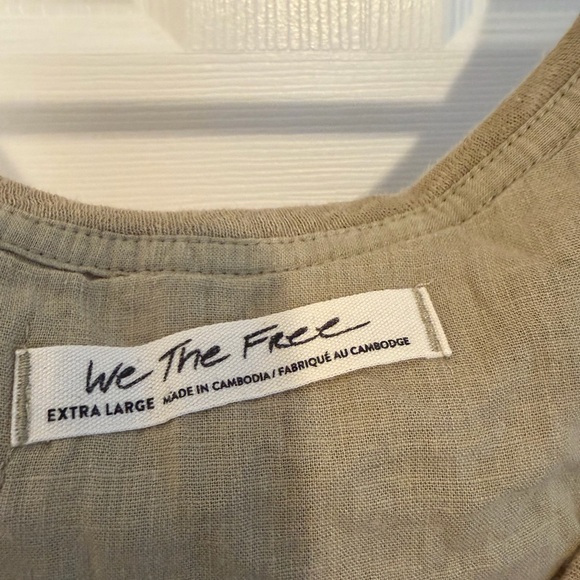 We The Free
EXTRA LARGE MADE IN CAMBODIA / FABRIQUÉ AU CAMBODGE